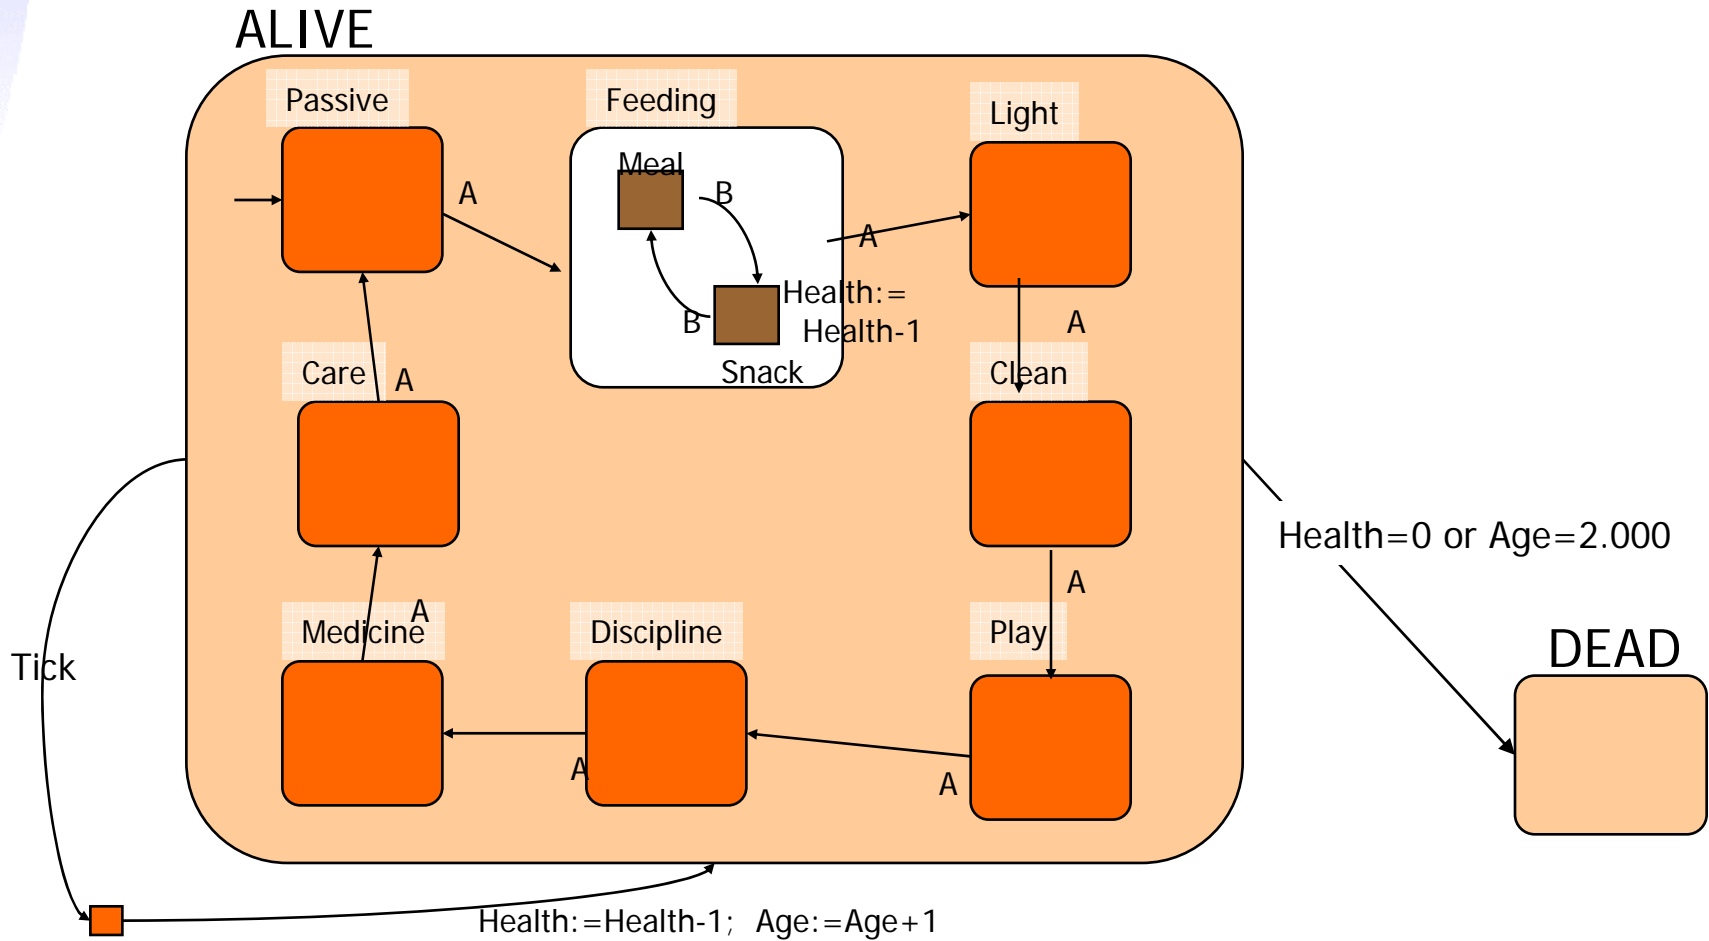 ALIVE
Passive
Feeding
Light
Meal
A
B
A
Health:=
Health-1
B
A
Snack
Care
A
Clean
Health=0 or Age=2.000
A
A
Medicine
Discipline
Play
DEAD
Tick
A
A
Health:=Health-1; Age:=Age+1